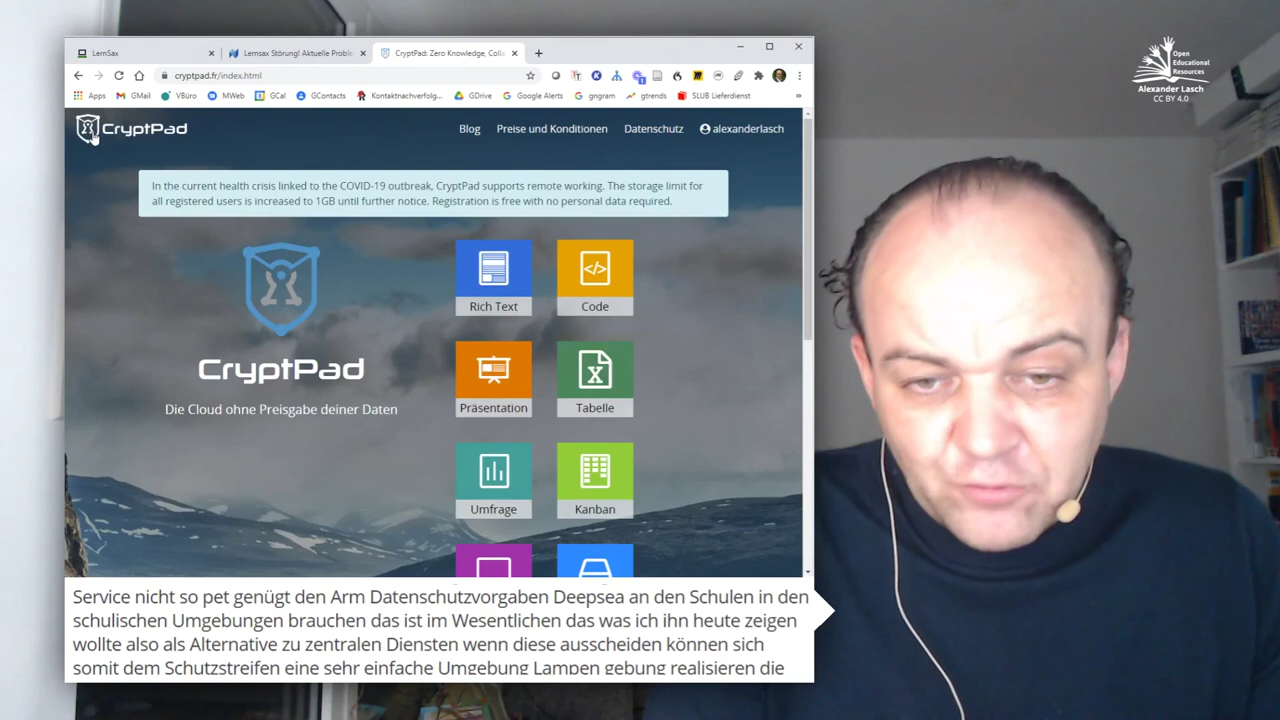 LernSax
Lernsax Störung! Aktuelle Proble
CryptPad: Zero Knowledge, Colla
cryptpad.fr/index.html
Apps
GMail
VBüro
MWeb
GCal
GContacts
Kontaktnachverfolg...
GDrive
Google Alerts
gngram
gtrends
SLUB Lieferdienst
CryptPad
Blog
Preise und Konditionen
Datenschutz
alexanderlasch
In the current health crisis linked to the COVID-19 outbreak, CryptPad supports remote working. The storage limit for
all registered users is increased to 1GB until further notice. Registration is free with no personal data required.
CryptPad
Die Cloud ohne Preisgabe deiner Daten
Rich Text
Code
Präsentation
Tabelle
Umfrage
Kanban
Service nicht so pet genügt den Arm Datenschutzvorgaben Deepsea an den Schulen in den
schulischen Umgebungen brauchen das ist im Wesentlichen das was ich ihn heute zeigen
wollte also als Alternative zu zentralen Diensten wenn diese ausscheiden können sich
somit dem Schutzstreifen eine sehr einfache Umgebung Lampen gebung realisieren die
Open
Educational
Resources
Alexander Lasch
CC BY 4.0